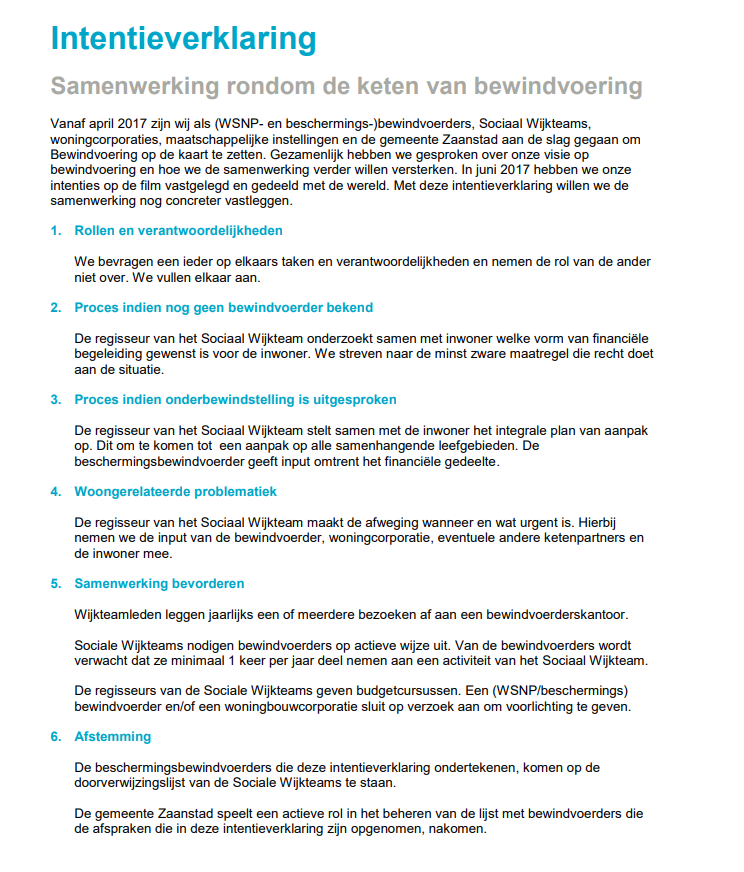 Intentieverklaring
Samenwerking rondom de keten van bewindvoering
Vanaf april 2017 zijn wij als (WSNP- en beschermings-)bewindvoerders, Sociaal Wijkteams,
woningcorporaties, maatschappelijke instellingen en de gemeente Zaanstad aan de slag gegaan om
Bewindvoering op de kaart te zetten. Gezamenlijk hebben we gesproken over onze visie op
bewindvoering en hoe we de samenwerking verder willen versterken. In juni 2017 hebben we onze
intenties op de film vastgelegd en gedeeld met de wereld. Met deze intentieverklaring willen we de
samenwerking nog concreter vastleggen.
1. Rollen en verantwoordelijkheden
We bevragen een ieder op elkaars taken en verantwoordelijkheden en nemen de rol van de ander
niet over. We vullen elkaar aan.
2. Proces indien nog geen bewindvoerder bekend
De regisseur van het Sociaal Wijkteam onderzoekt samen met inwoner welke vorm van financiële
begeleiding gewenst is voor de inwoner. We streven naar de minst zware maatregel die recht doet
aan de situatie.
3. Proces indien onderbewindstelling is uitgesproken
De regisseur van het Sociaal Wijkteam stelt samen met de inwoner het integrale plan van aanpak
op. Dit om te komen tot een aanpak op alle samenhangende leefgebieden. De
beschermingsbewindvoerder geeft input omtrent het financiële gedeelte.
4. Woongerelateerde problematiek
De regisseur van het Sociaal Wijkteam maakt de afweging wanneer en wat urgent is. Hierbij
nemen we de input van de bewindvoerder, woningcorporatie, eventuele andere ketenpartners en
de inwoner mee.
5. Samenwerking bevorderen
Wijkteamleden leggen jaarlijks een of meerdere bezoeken af aan een bewindvoerderskantoor.
Sociale Wijkteams nodigen bewindvoerders op actieve wijze uit. Van de bewindvoerders wordt
verwacht dat ze minimaal 1 keer per jaar deel nemen aan een activiteit van het Sociaal Wijkteam.
De regisseurs van de Sociale Wijkteams geven budgetcursussen. Een (WSNP/beschermings)
bewindvoerder en/of een woningbouwcorporatie sluit op verzoek aan om voorlichting te geven.
6. Afstemming
De beschermingsbewindvoerders die deze intentieverklaring ondertekenen, komen op de
doorverwijzingslijst van de Sociale Wijkteams te staan.
De gemeente Zaanstad speelt een actieve rol in het beheren van de lijst met bewindvoerders die
de afspraken die in deze intentieverklaring zijn opgenomen, nakomen.